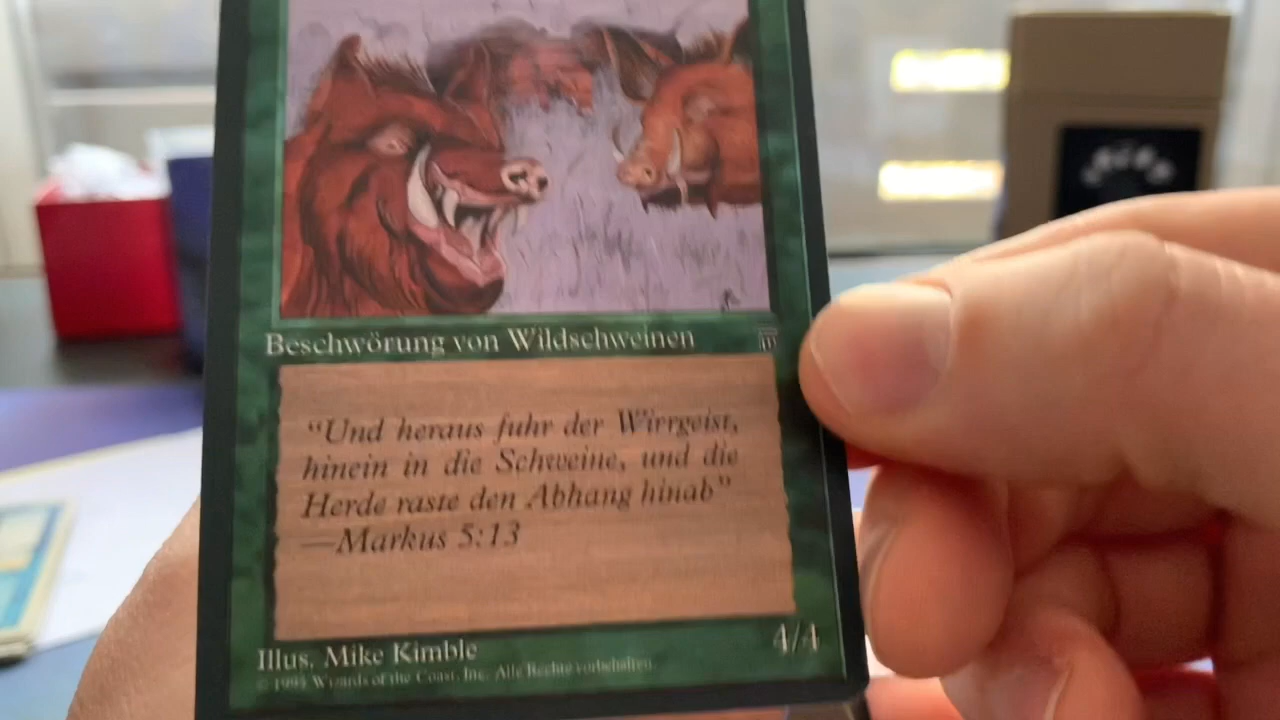 Beschwörung von Wildschweinen
“Und heraus fuhr der Wirrgeist,
hinein in die Schweine, und die
Herde raste den Abhang hinab”
—Markus 5:13
Illus. Mike Kimble
4/4
© 1995 Wizards of the Coast, Inc. Alle Rechte vorbehalten.